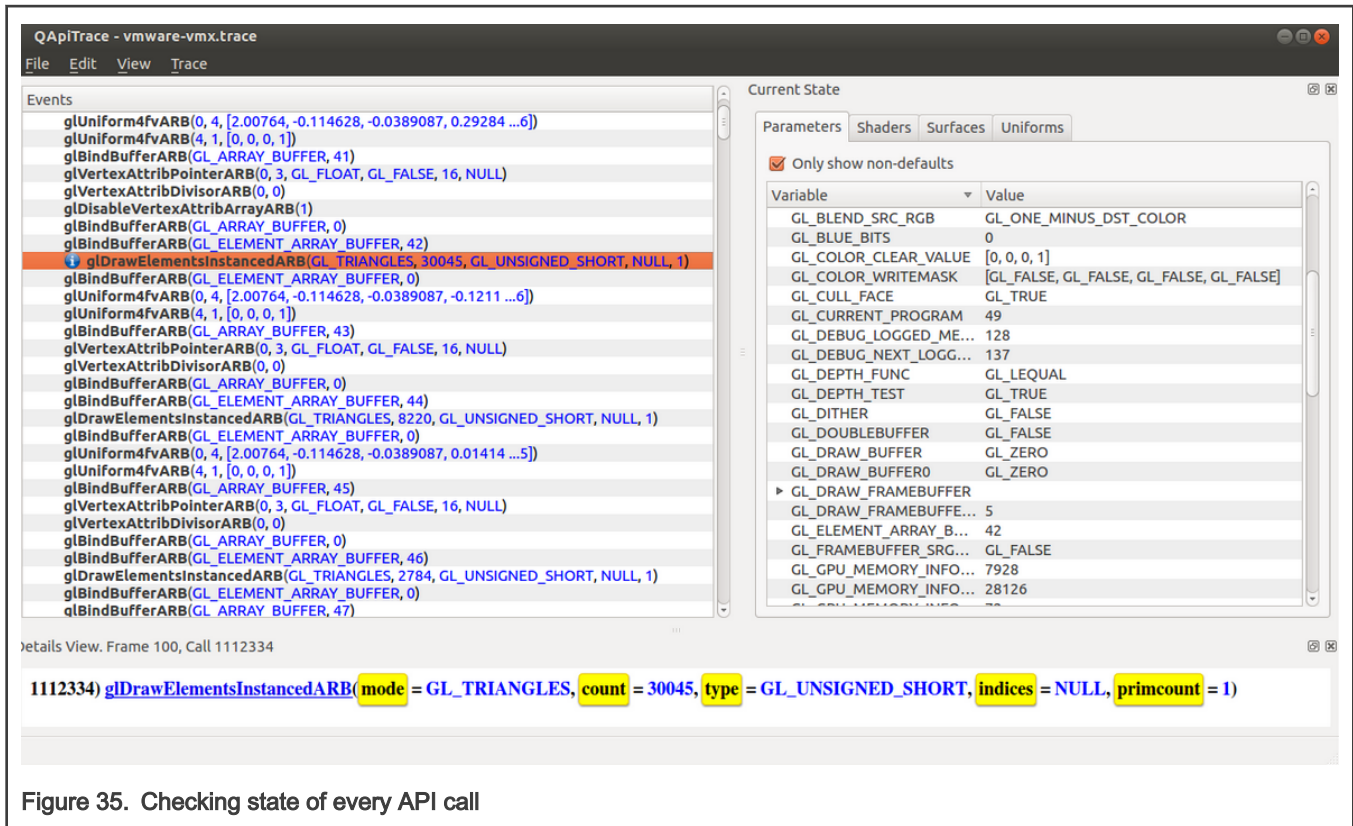 QApiTrace - vmware-vmx.trace
File Edit View Trace
Events
glUniform4fvARB(0, 4, [2.00764, -0.114628, -0.0389087, 0.29284 ...6])
glUniform4fvARB(4, 1, [0, 0, 0, 1])
glBindBufferARB(GL_ARRAY_BUFFER, 41)
glVertexAttribPointerARB(0, 3, GL_FLOAT, GL_FALSE, 16, NULL)
glVertexAttribDivisorARB(0, 0)
glDisableVertexAttribArrayARB(1)
glBindBufferARB(GL_ARRAY_BUFFER, 0)
glBindBufferARB(GL_ELEMENT_ARRAY_BUFFER, 42)
glDrawElementsInstancedARB(GL_TRIANGLES, 30045, GL_UNSIGNED_SHORT, NULL, 1)
glBindBufferARB(GL_ELEMENT_ARRAY_BUFFER, 0)
glUniform4fvARB(0, 4, [2.00764, -0.114628, -0.0389087, -0.1211 ...6])
glUniform4fvARB(4, 1, [0, 0, 0, 1])
glBindBufferARB(GL_ARRAY_BUFFER, 43)
glVertexAttribPointerARB(0, 3, GL_FLOAT, GL_FALSE, 16, NULL)
glVertexAttribDivisorARB(0, 0)
glBindBufferARB(GL_ARRAY_BUFFER, 0)
glBindBufferARB(GL_ELEMENT_ARRAY_BUFFER, 44)
glDrawElementsInstancedARB(GL_TRIANGLES, 8220, GL_UNSIGNED_SHORT, NULL, 1)
glBindBufferARB(GL_ELEMENT_ARRAY_BUFFER, 0)
glUniform4fvARB(0, 4, [2.00764, -0.114628, -0.0389087, 0.01414 ...5])
glUniform4fvARB(4, 1, [0, 0, 0, 1])
glBindBufferARB(GL_ARRAY_BUFFER, 45)
glVertexAttribPointerARB(0, 3, GL_FLOAT, GL_FALSE, 16, NULL)
glVertexAttribDivisorARB(0, 0)
glBindBufferARB(GL_ARRAY_BUFFER, 0)
glBindBufferARB(GL_ELEMENT_ARRAY_BUFFER, 46)
glDrawElementsInstancedARB(GL_TRIANGLES, 2784, GL_UNSIGNED_SHORT, NULL, 1)
glBindBufferARB(GL_ELEMENT_ARRAY_BUFFER, 0)
glBindBufferARB(GL_ARRAY_BUFFER, 47)
Current State
Parameters Shaders Surfaces Uniforms
Only show non-defaults
Variable Value
GL_BLEND_SRC_RGB GL_ONE_MINUS_DST_COLOR
GL_BLUE_BITS 0
GL_COLOR_CLEAR_VALUE [0, 0, 0, 1]
GL_COLOR_WRITEMASK [GL_FALSE, GL_FALSE, GL_FALSE, GL_FALSE]
GL_CULL_FACE GL_TRUE
GL_CURRENT_PROGRAM 49
GL_DEBUG_LOGGED_ME... 128
GL_DEBUG_NEXT_LOGG... 137
GL_DEPTH_FUNC GL_LEQUAL
GL_DEPTH_TEST GL_TRUE
GL_DITHER GL_FALSE
GL_DOUBLEBUFFER GL_FALSE
GL_DRAW_BUFFER GL_ZERO
GL_DRAW_BUFFER0 GL_ZERO
GL_DRAW_FRAMEBUFFER
GL_DRAW_FRAMEBUFFE... 5
GL_ELEMENT_ARRAY_B... 42
GL_FRAMEBUFFER_SRG... GL_FALSE
GL_GPU_MEMORY_INFO... 7928
GL_GPU_MEMORY_INFO... 28126
Details View. Frame 100, Call 1112334
1112334) glDrawElementsInstancedARB(mode = GL_TRIANGLES, count = 30045, type = GL_UNSIGNED_SHORT, indices = NULL, primcount = 1)
Figure 35. Checking state of every API call